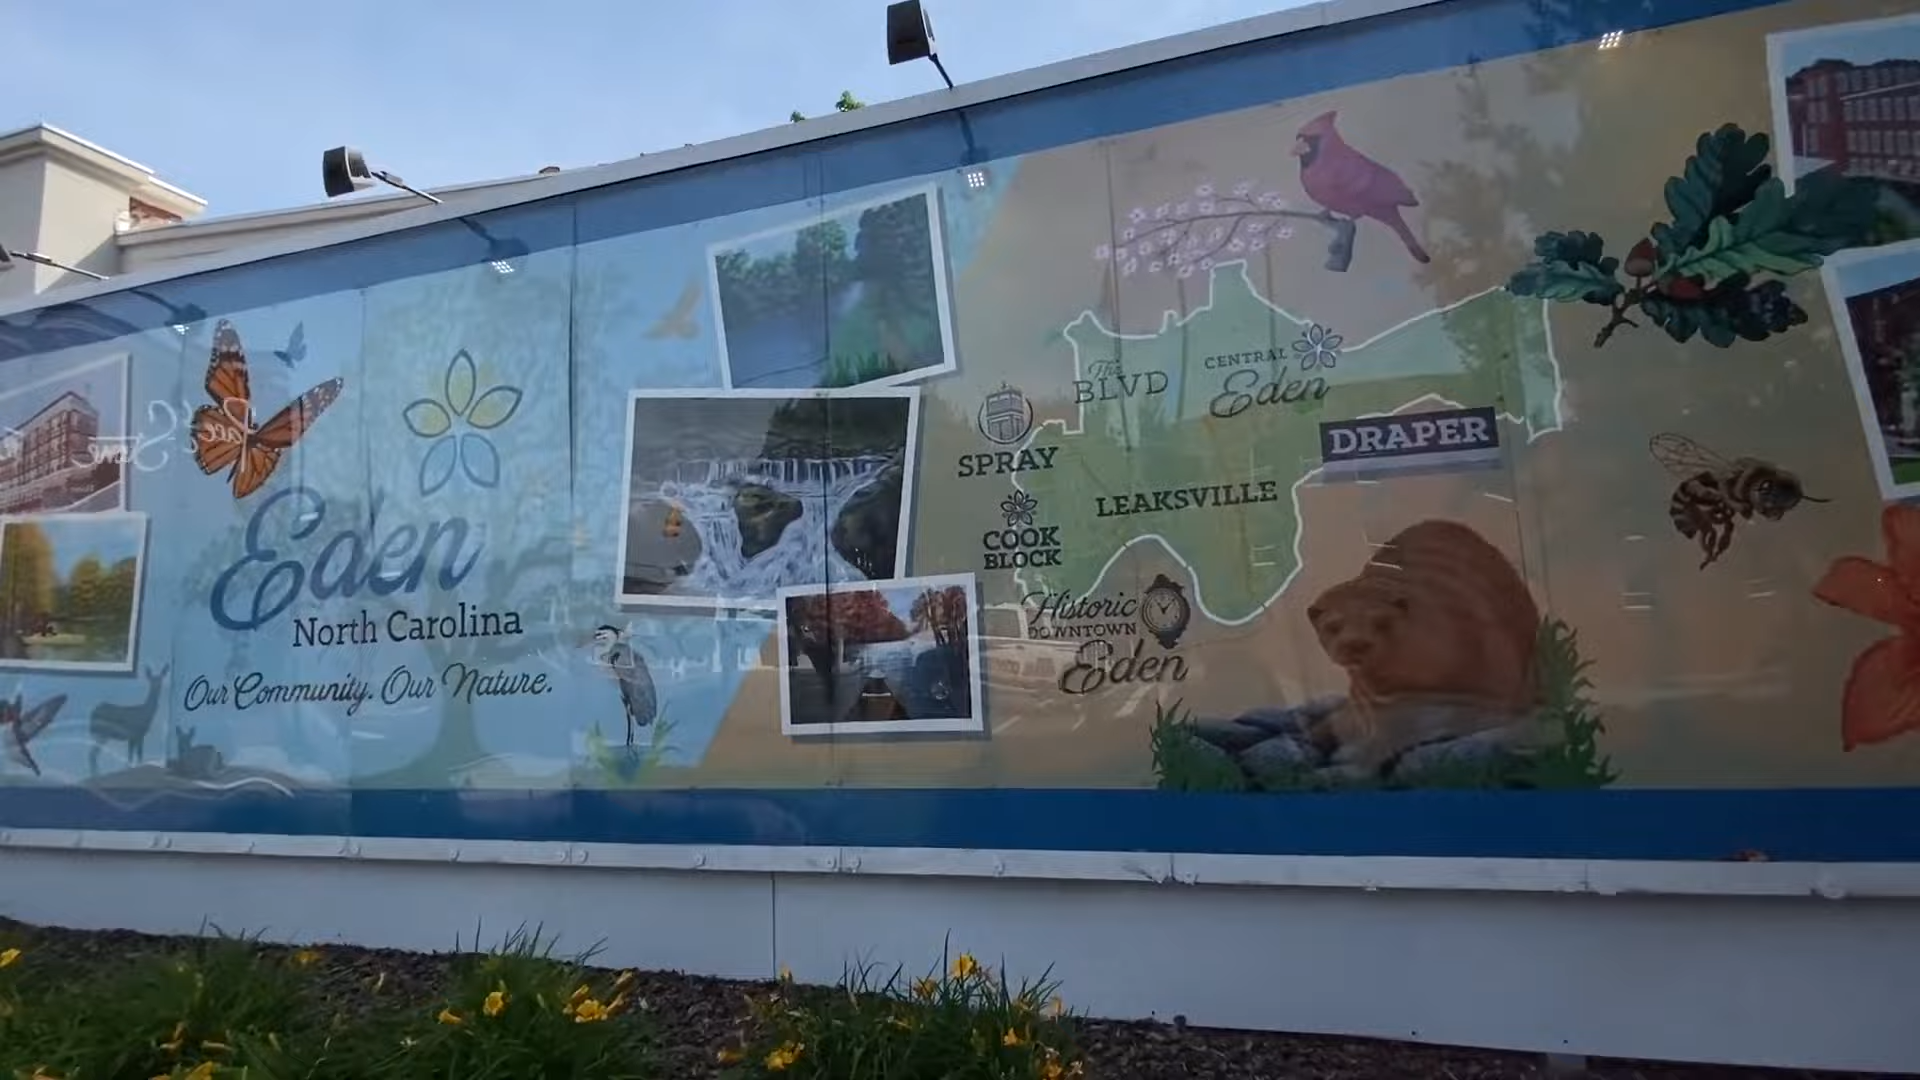 Eden
North Carolina
Our Community. Our Nature.
The
BLVD
CENTRAL
Eden
SPRAY
DRAPER
LEAKSVILLE
COOK
BLOCK
Historic
DOWNTOWN
Eden